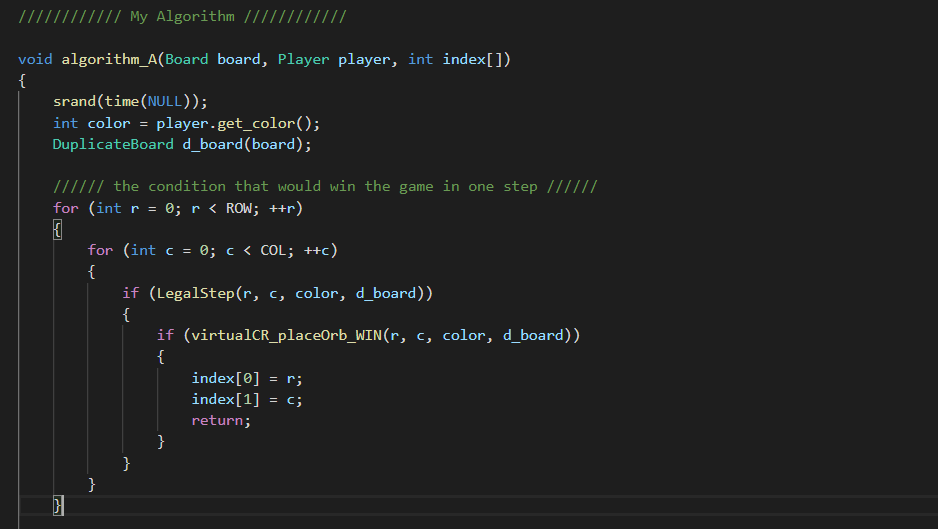 //////////// My Algorithm ////////////
void algorithm_A(Board board, Player player, int index[])
{
    srand(time(NULL));
    int color = player.get_color();
    DuplicateBoard d_board(board);
    ////// the condition that would win the game in one step //////
    for (int r = 0; r < ROW; ++r)
    {
        for (int c = 0; c < COL; ++c)
        {
            if (LegalStep(r, c, color, d_board))
            {
                if (virtualCR_placeOrb_WIN(r, c, color, d_board))
                {
                    index[0] = r;
                    index[1] = c;
                    return;
                }
            }
        }
    }